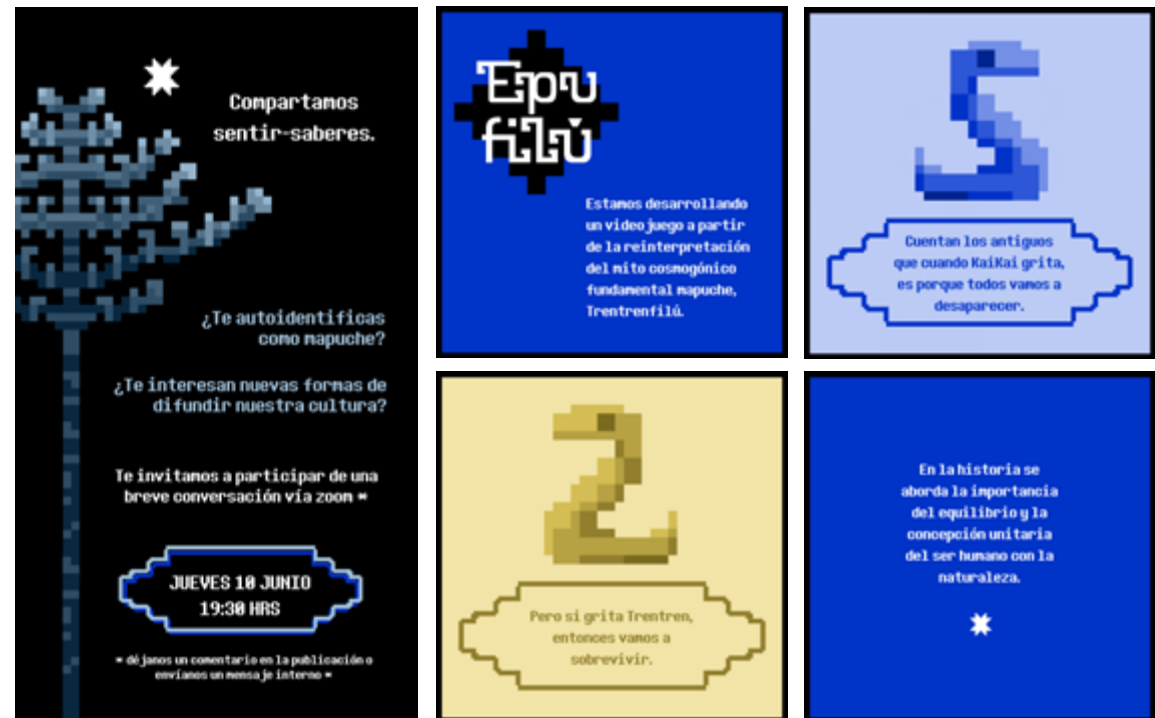 Compartamos
sentir-saberes.
¿Te autoidentificas
como mapuche?
¿Te interesan nuevas formas de
difundir nuestra cultura?
Te invitamos a participar de una
breve conversación vía zoom *
JUEVES 10 JUNIO
19:30 HRS
* déjanos un comentario en la publicación o
envíanos un mensaje interno *
Epu
filú
Estamos desarrollando
un video juego a partir
de la reinterpretación
del mito cosmogónico
fundamental mapuche,
Trentrenfilú.
Cuentan los antiguos
que cuando KaiKai grita,
es porque todos vamos a
desaparecer.
Pero si grita Trentren,
entonces vamos a
sobrevivir.
En la historia se
aborda la importancia
del equilibrio y la
concepción unitaria
del ser humano con la
naturaleza.